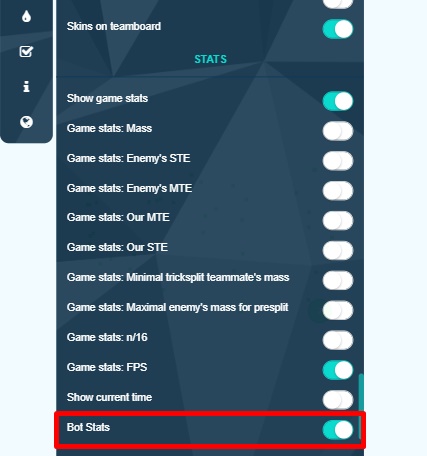 Skins on teamboard
STATS
Show game stats
Game stats: Mass
Game stats: Enemy's STE
Game stats: Enemy's MTE
Game stats: Our MTE
Game stats: Our STE
Game stats: Minimal tricksplit teammate's mass
Game stats: Maximal enemy's mass for presplit
Game stats: n/16
Game stats: FPS
Show current time
Bot Stats